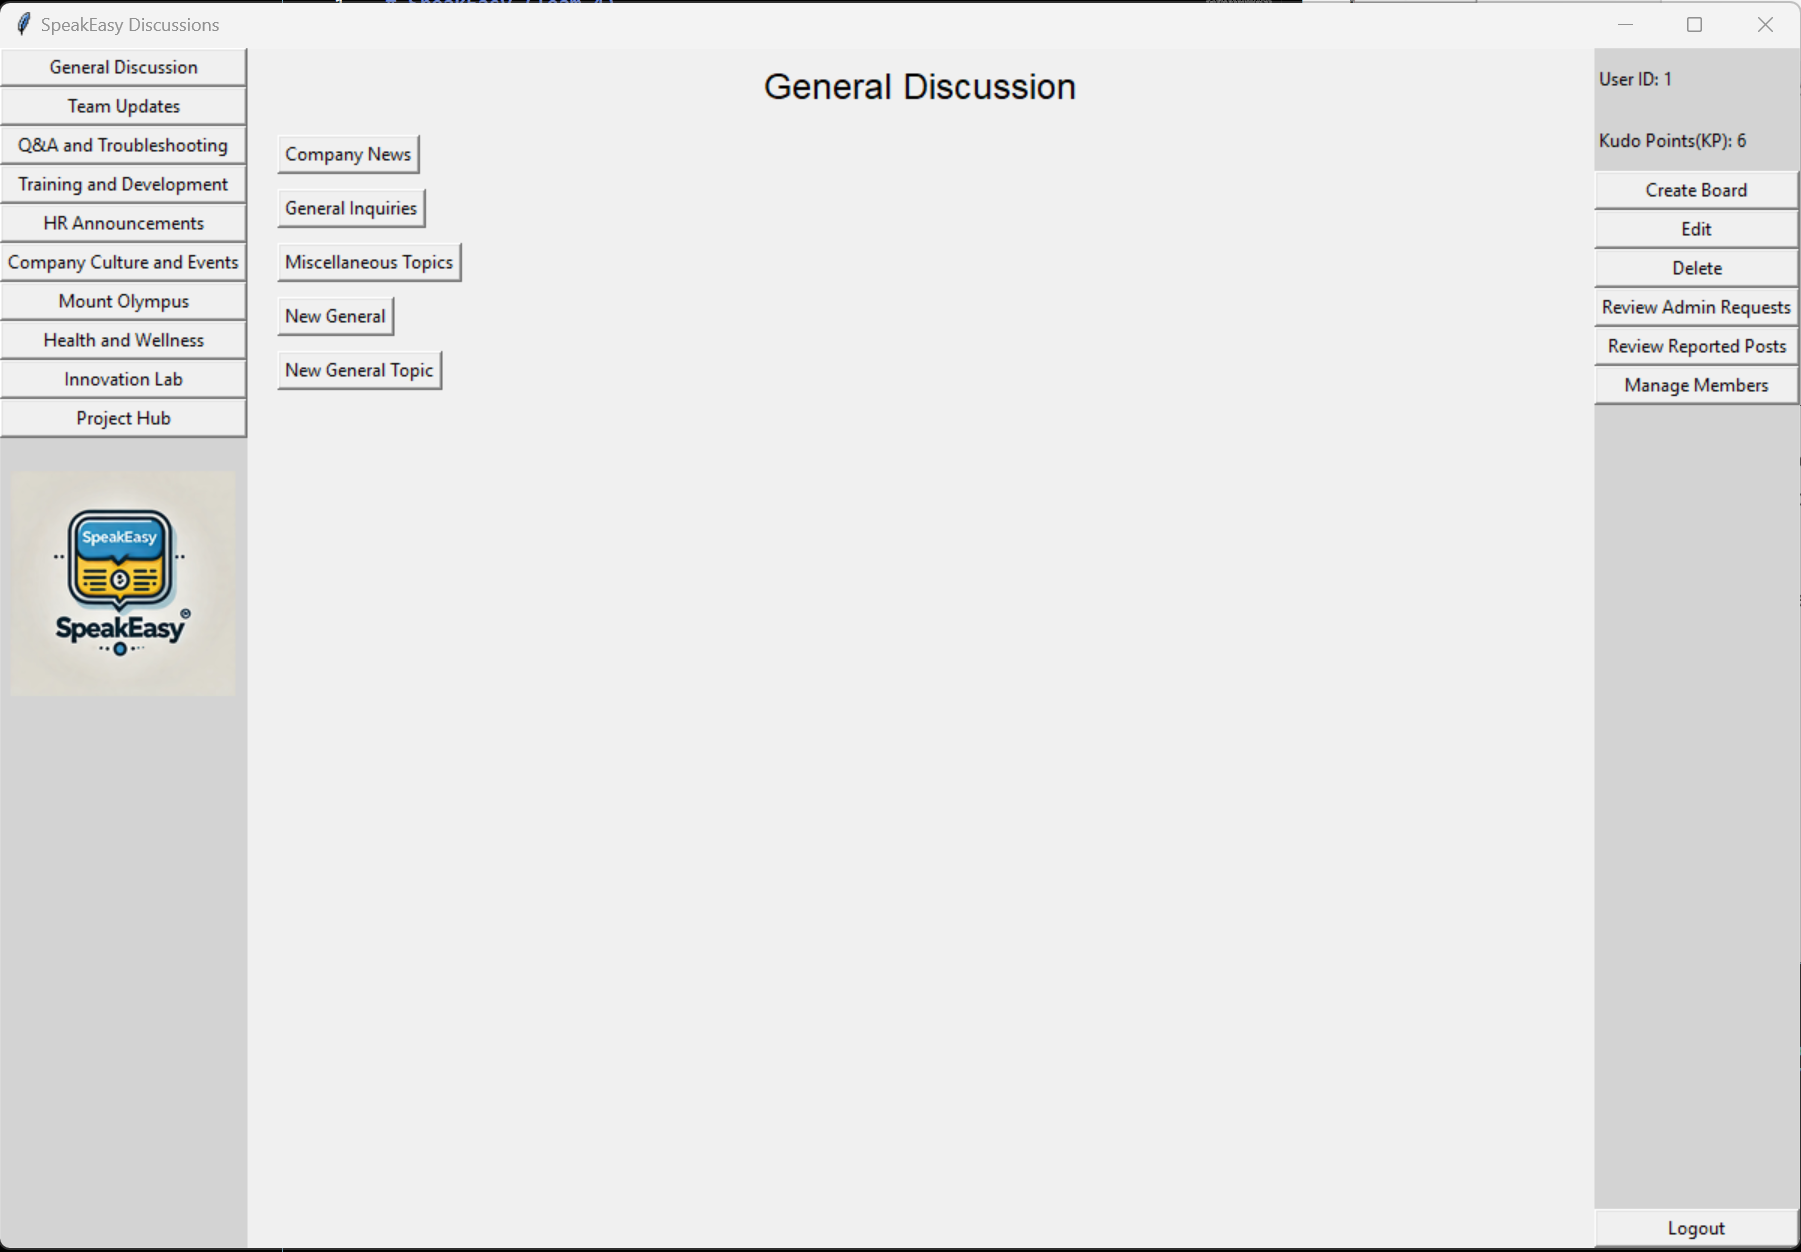 SpeakEasy Discussions
General Discussion
Team Updates
Q&A and Troubleshooting
Training and Development
HR Announcements
Company Culture and Events
Mount Olympus
Health and Wellness
Innovation Lab
Project Hub
SpeakEasy
SpeakEasy
General Discussion
Company News
General Inquiries
Miscellaneous Topics
New General
New General Topic
User ID: 1
Kudo Points(KP): 6
Create Board
Edit
Delete
Review Admin Requests
Review Reported Posts
Manage Members
Logout